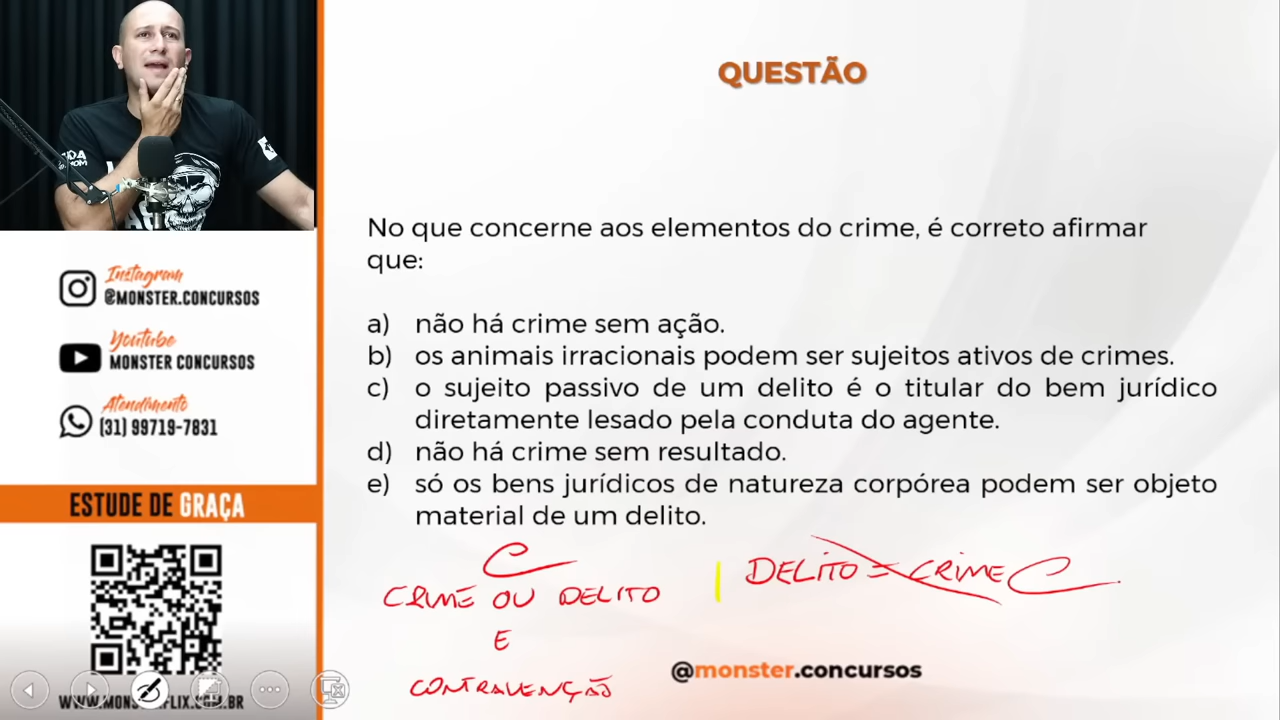 QUESTÃO
No que concerne aos elementos do crime, é correto afirmar
que:
a) não há crime sem ação.
b) os animais irracionais podem ser sujeitos ativos de crimes.
c) o sujeito passivo de um delito é o titular do bem jurídico
diretamente lesado pela conduta do agente.
d) não há crime sem resultado.
e) só os bens jurídicos de natureza corpórea podem ser objeto
material de um delito.
C
CRIME OU DELITO
E
CONTRAVENÇÃO
DELITO = CRIME C
@monster.concursos
Instagram
@MONSTER.CONCURSOS
Youtube
MONSTER CONCURSOS
Atendimento
(31) 99719-7831
ESTUDE DE GRAÇA